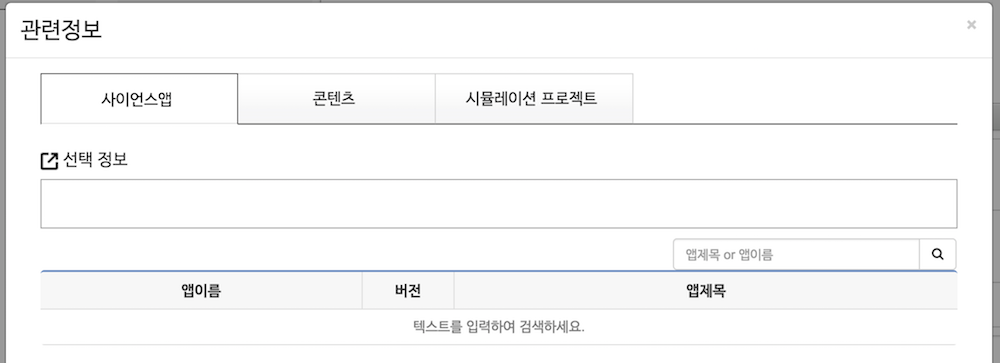 관련정보
×
사이언스앱 콘텐츠 시뮬레이션 프로젝트
선택 정보
앱제목 or 앱이름
앱이름 버전 앱제목
텍스트를 입력하여 검색하세요.